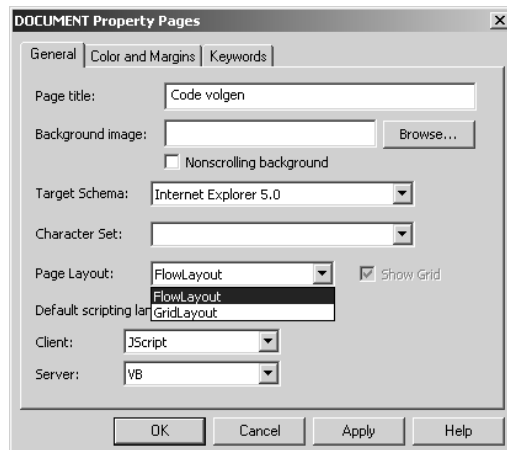 DOCUMENT Property Pages
General Color and Margins Keywords
Page title: Code volgen
Background image: Browse...
Nonscrolling background
Target Schema: Internet Explorer 5.0
Character Set:
Page Layout: FlowLayout Show Grid
FlowLayout
Default scripting lan GridLayout
Client: JScript
Server: VB
OK Cancel Apply Help